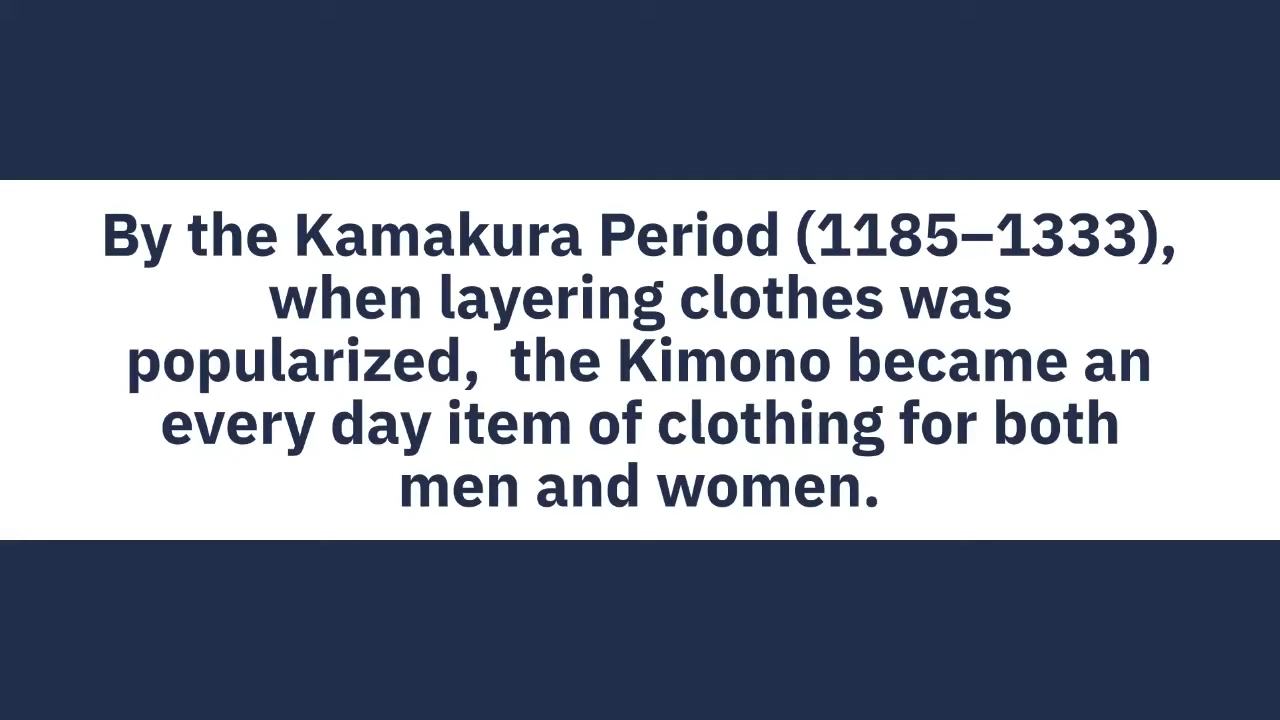 By the Kamakura Period (1185–1333),
when layering clothes was
popularized,  the Kimono became an
every day item of clothing for both
men and women.